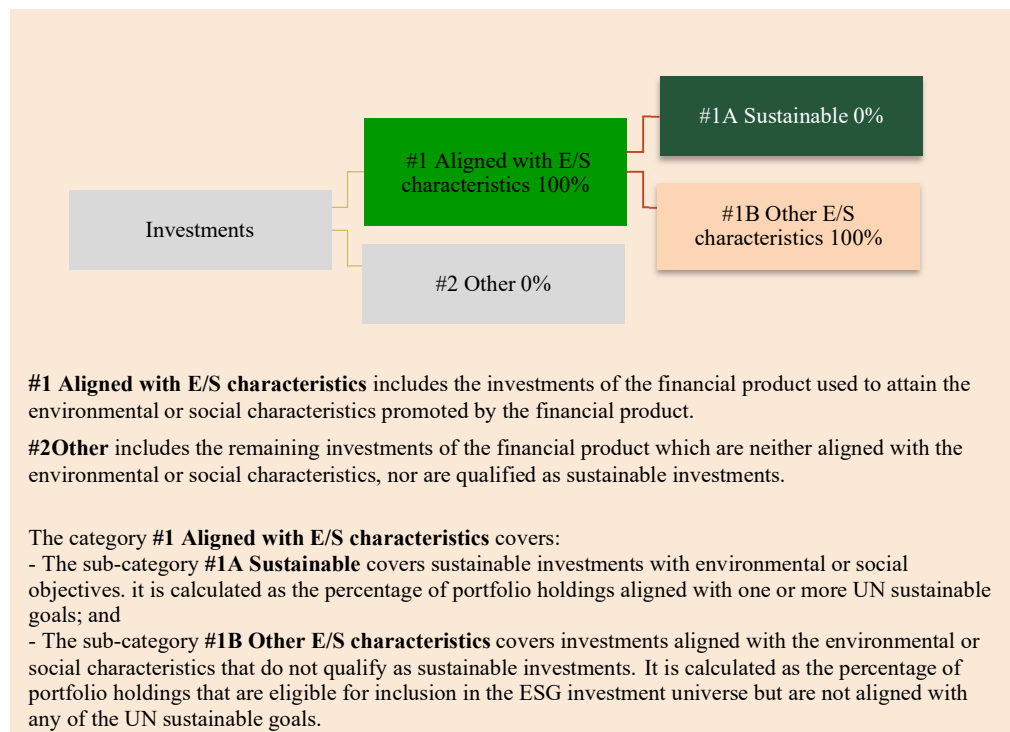 #1A Sustainable 0%
#1 Aligned with E/S
characteristics 100%
#1B Other E/S
characteristics 100%
Investments
#2 Other 0%
#1 Aligned with E/S characteristics includes the investments of the financial product used to attain the
environmental or social characteristics promoted by the financial product.
#2Other includes the remaining investments of the financial product which are neither aligned with the
environmental or social characteristics, nor are qualified as sustainable investments.
The category #1 Aligned with E/S characteristics covers:
- The sub-category #1A Sustainable covers sustainable investments with environmental or social
objectives. it is calculated as the percentage of portfolio holdings aligned with one or more UN sustainable
goals; and
- The sub-category #1B Other E/S characteristics covers investments aligned with the environmental or
social characteristics that do not qualify as sustainable investments. It is calculated as the percentage of
portfolio holdings that are eligible for inclusion in the ESG investment universe but are not aligned with
any of the UN sustainable goals.